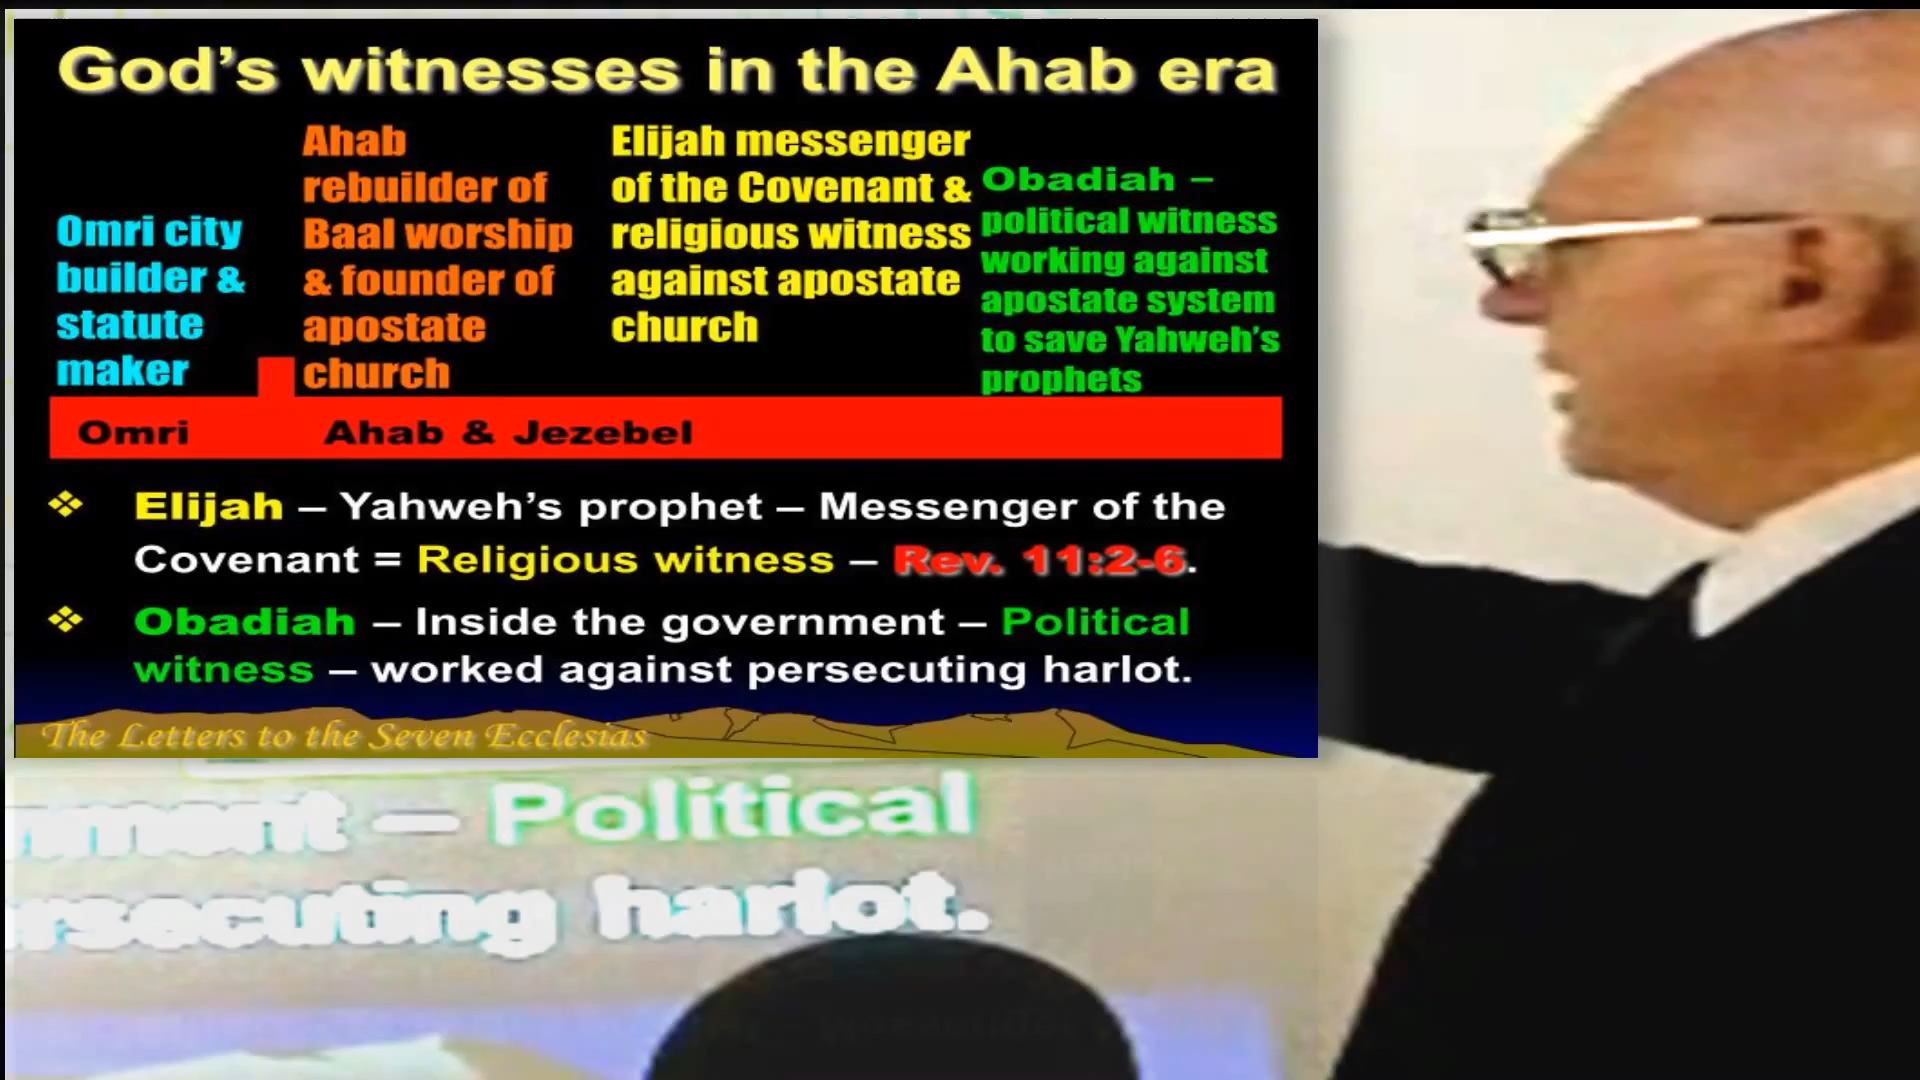 God's witnesses in the Ahab era
Omri city
builder &
statute
maker
Ahab
rebuilder of
Baal worship
& founder of
apostate
church
Elijah messenger
of the Covenant &
religious witness
against apostate
church
Obadiah –
political witness
working against
apostate system
to save Yahweh's
prophets
Omri
Ahab & Jezebel
❖ Elijah – Yahweh's prophet – Messenger of the
Covenant = Religious witness – Rev. 11:2-6.
❖ Obadiah – Inside the government – Political
witness – worked against persecuting harlot.
The Letters to the Seven Ecclesias
nment – Political
rsecuting harlot.